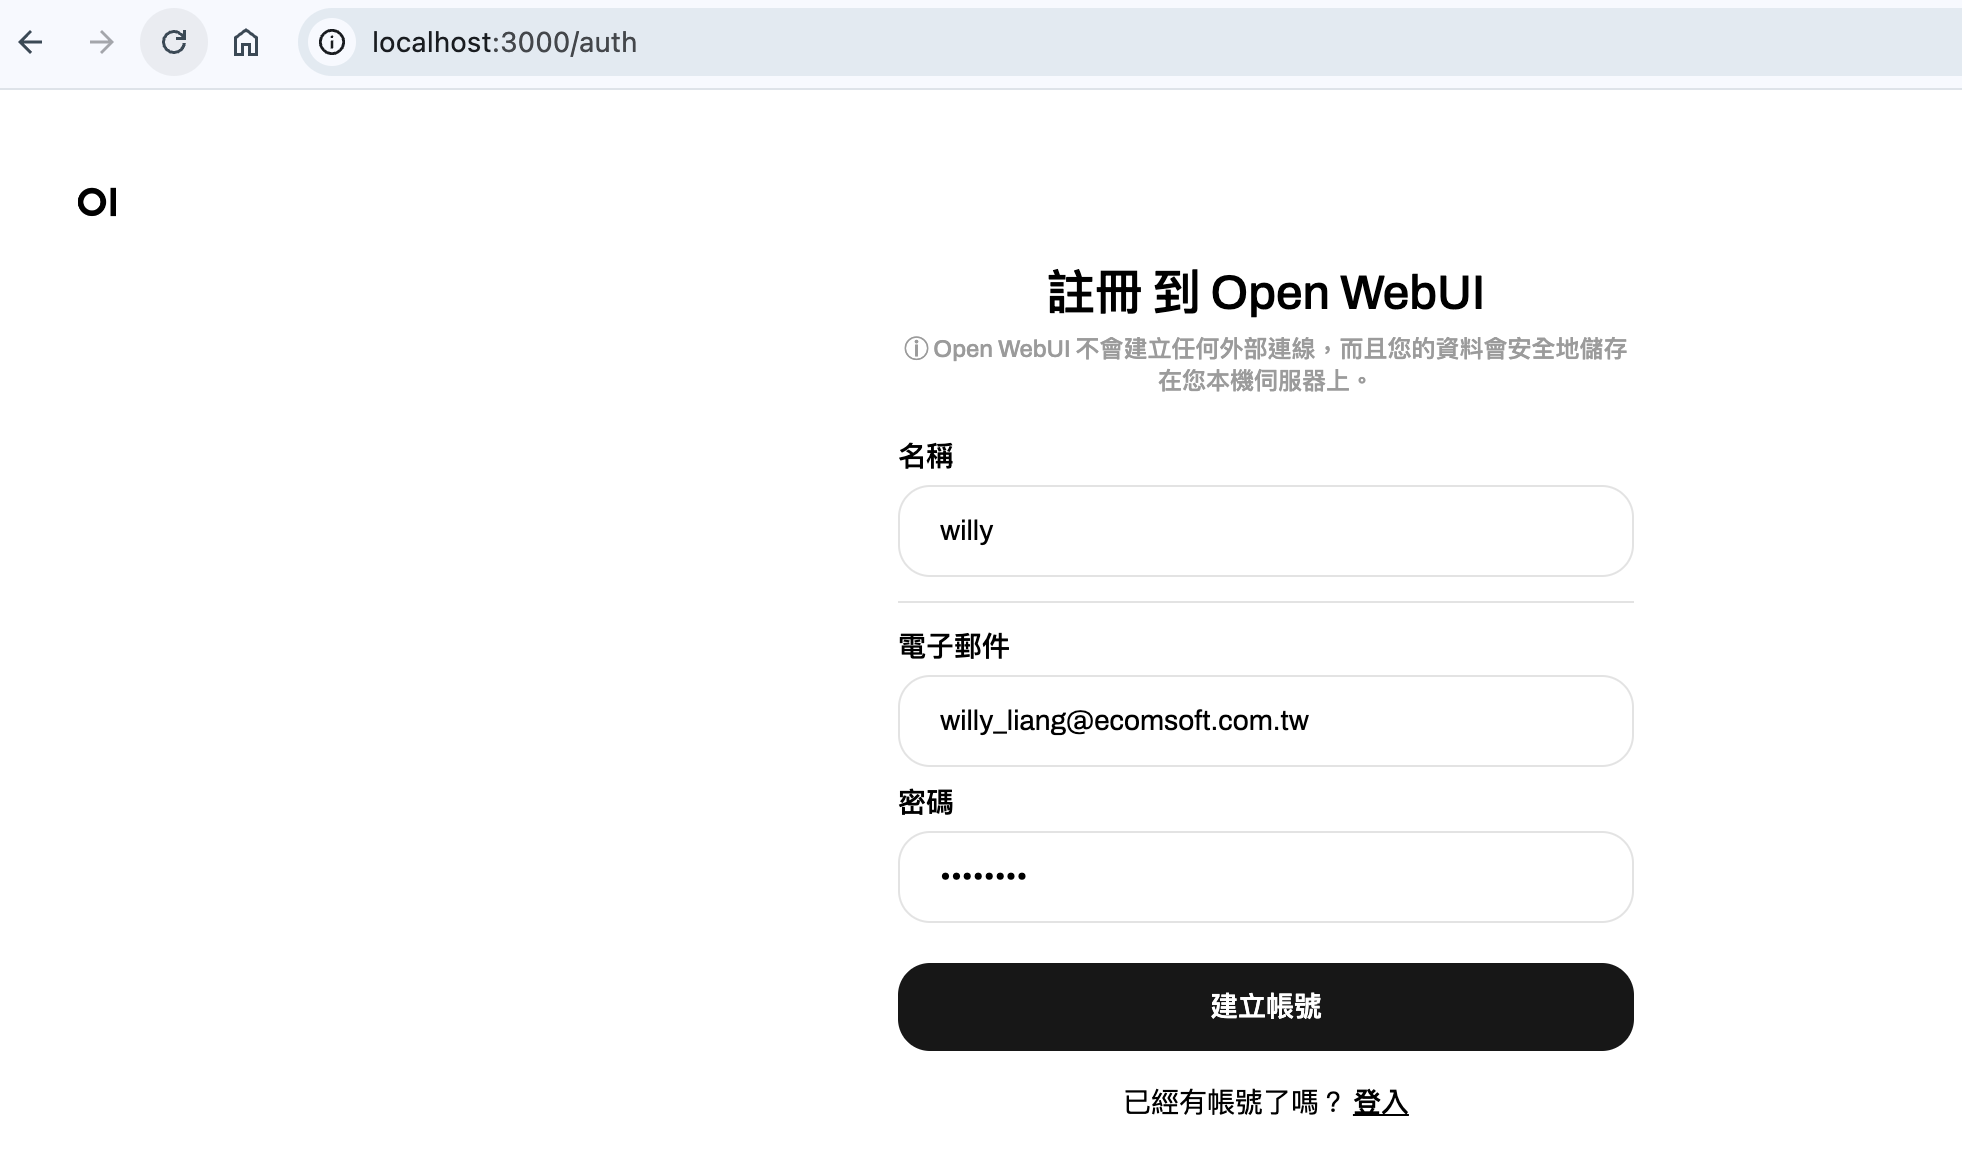 localhost:3000/auth
OI
註冊 到 Open WebUI
ⓘ Open WebUI 不會建立任何外部連線，而且您的資料會安全地儲存
在您本機伺服器上。
名稱
willy
電子郵件
willy_liang@ecomsoft.com.tw
密碼
••••••••
建立帳號
已經有帳號了嗎？ 登入